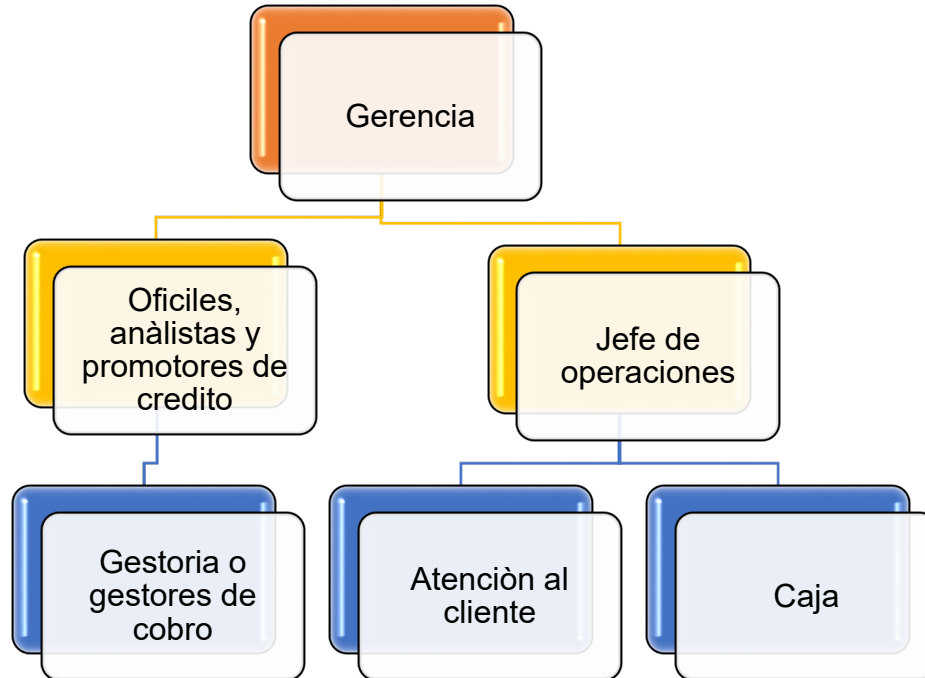 Gerencia
Oficiles,
anàlistas y
promotores de
credito
Jefe de
operaciones
Gestoria o
gestores de
cobro
Atenciòn al
cliente
Caja